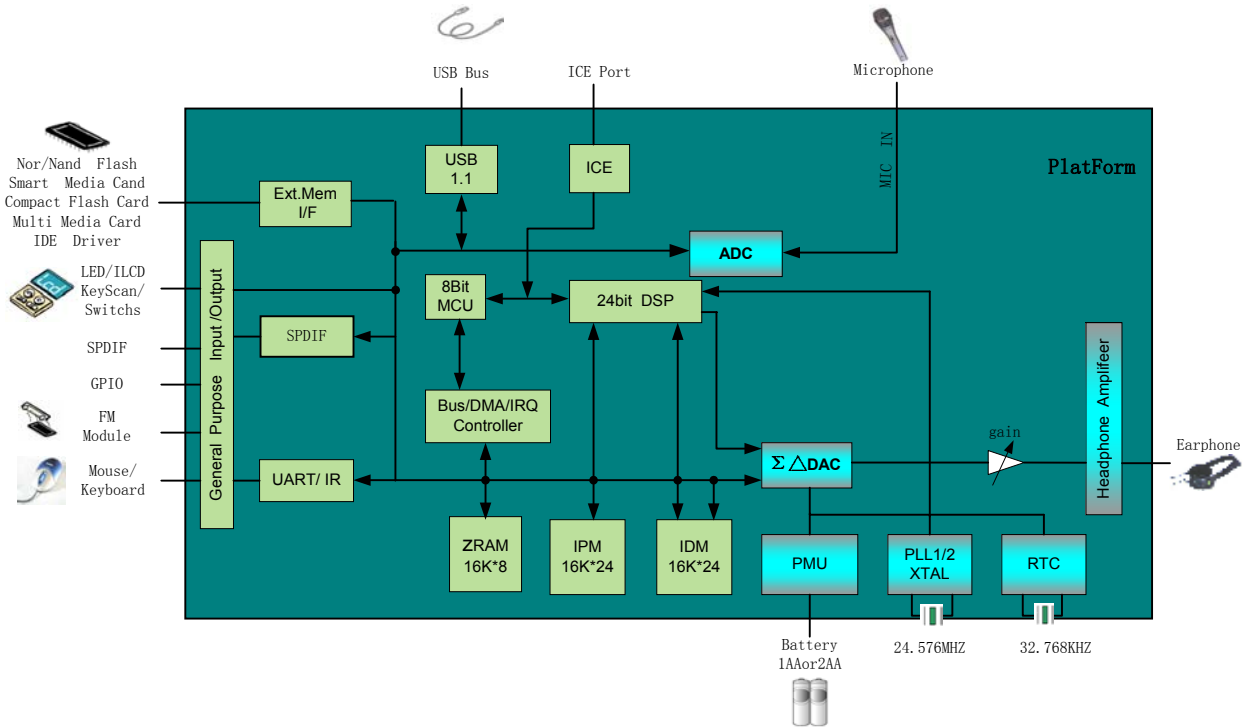 USB Bus
ICE Port
Microphone
MIC IN
PlatForm
USB
1.1
ICE
Nor/Nand Flash
Smart Media Cand
Compact Flash Card
Multi Media Card
IDE Driver
Ext.Mem
I/F
ADC
LED/ILCD
KeyScan/
Switchs
Lcd
8Bit
MCU
24bit DSP
General Purpose Input/Output
SPDIF
SPDIF
GPIO
FM
Module
Bus/DMA/IRQ
Controller
Mouse/
Keyboard
UART/ IR
Σ△DAC
gain
Headphone Amplifeer
Earphone
ZRAM
16K*8
IPM
16K*24
IDM
16K*24
PMU
PLL1/2
XTAL
RTC
Battery
1AAor2AA
24.576MHZ
32.768KHZ